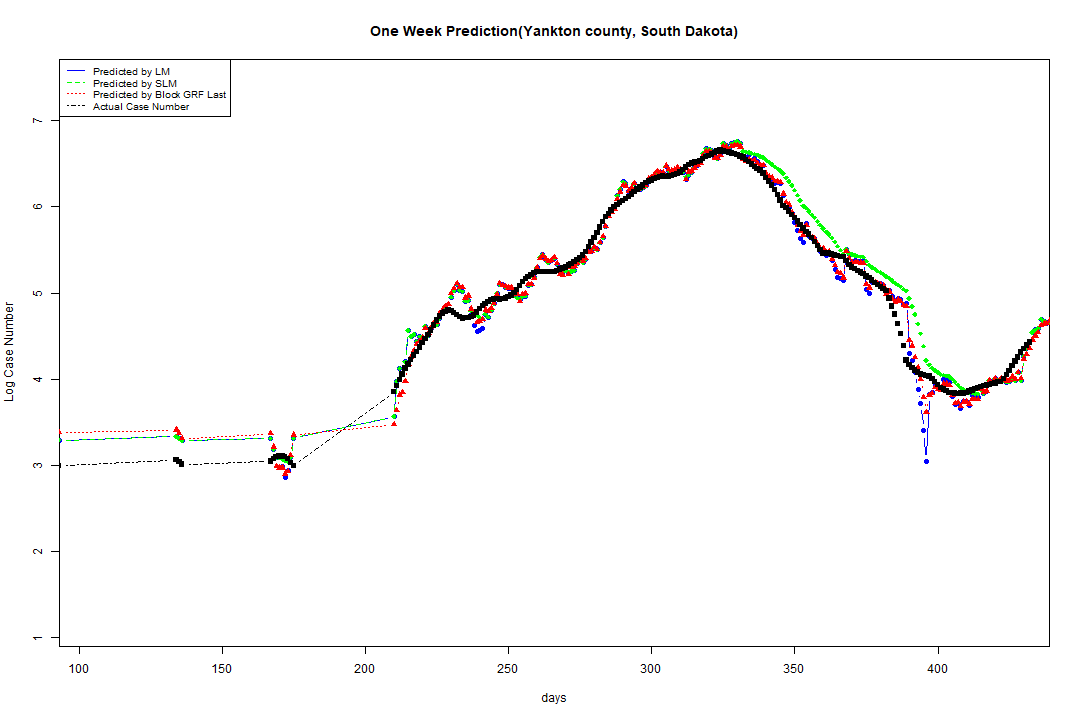 One Week Prediction(Yankton county, South Dakota)
Predicted by LM
Predicted by SLM
Predicted by Block GRF Last
Actual Case Number
Log Case Number
7
6
5
4
3
2
1
100 150 200 250 300 350 400
days